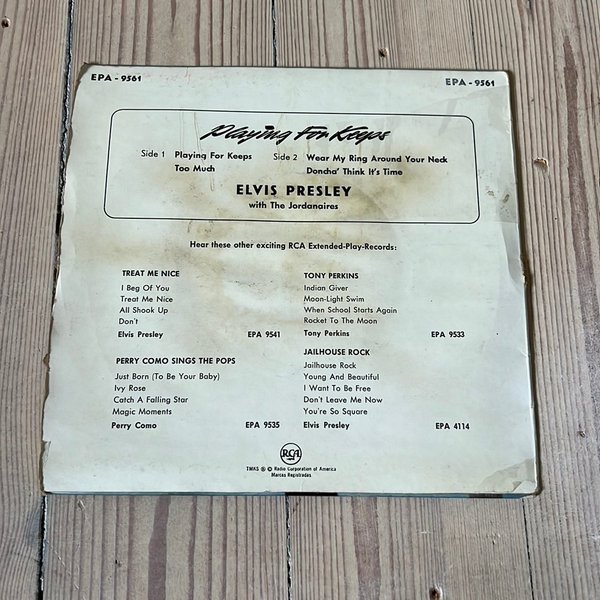 EPA - 9561 EPA - 9561
Playing For Keeps
Side 1 Playing For Keeps Side 2 Wear My Ring Around Your Neck
Too Much Doncha' Think It's Time
ELVIS PRESLEY
with The Jordanaires
Hear these other exciting RCA Extended-Play-Records:
TREAT ME NICE
I Beg Of You
Treat Me Nice
All Shook Up
Don't
Elvis Presley EPA 9541
TONY PERKINS
Indian Giver
Moon-Light Swim
When School Starts Again
Rocket To The Moon
Tony Perkins EPA 9533
PERRY COMO SINGS THE POPS
Just Born (To Be Your Baby)
Ivy Rose
Catch A Falling Star
Magic Moments
Perry Como EPA 9535
JAILHOUSE ROCK
Jailhouse Rock
Young And Beautiful
I Want To Be Free
Don't Leave Me Now
You're So Square
Elvis Presley EPA 4114
RCA
TMKS ® © Radio Corporation of America
Marcas Registradas